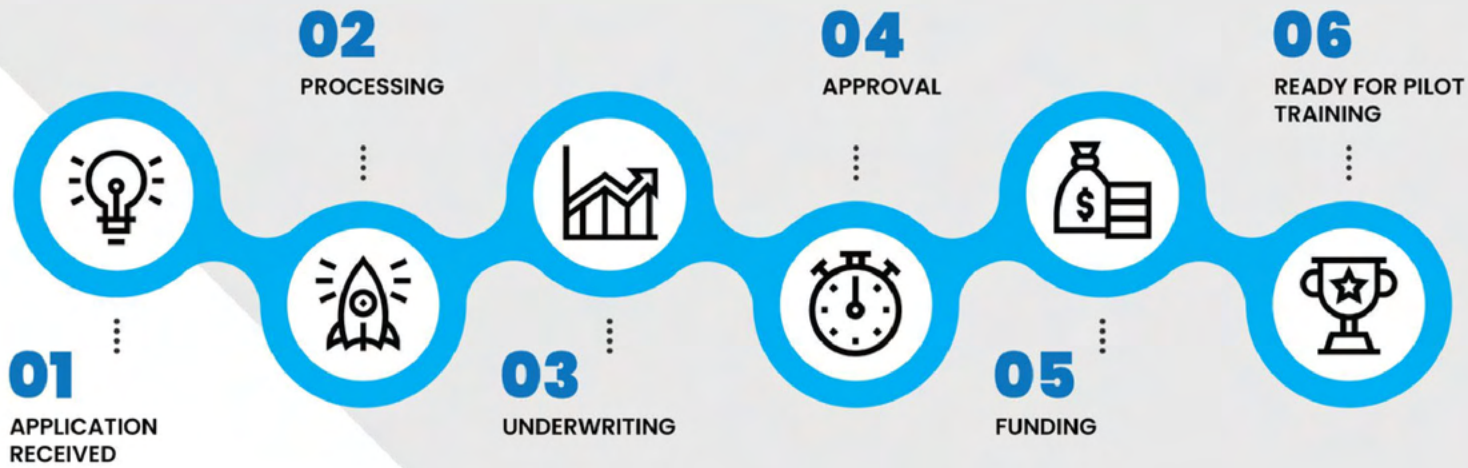 01
APPLICATION
RECEIVED
02
PROCESSING
03
UNDERWRITING
04
APPROVAL
$
05
FUNDING
06
READY FOR PILOT
TRAINING